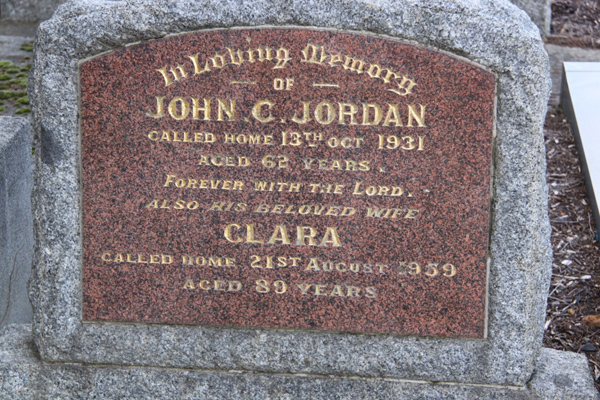 In Loving Memory
OF
JOHN C. JORDAN
CALLED HOME 13TH OCT 1931
AGED 62 YEARS.
FOREVER WITH THE LORD.
ALSO HIS BELOVED WIFE
CLARA
CALLED HOME 21ST AUGUST 1959
AGED 89 YEARS